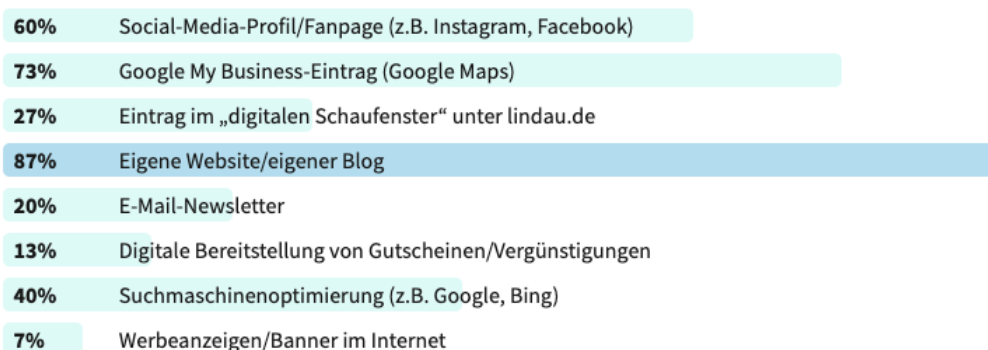 60% Social-Media-Profil/Fanpage (z.B. Instagram, Facebook)
73% Google My Business-Eintrag (Google Maps)
27% Eintrag im „digitalen Schaufenster“ unter lindau.de
87% Eigene Website/eigener Blog
20% E-Mail-Newsletter
13% Digitale Bereitstellung von Gutscheinen/Vergünstigungen
40% Suchmaschinenoptimierung (z.B. Google, Bing)
7% Werbeanzeigen/Banner im Internet